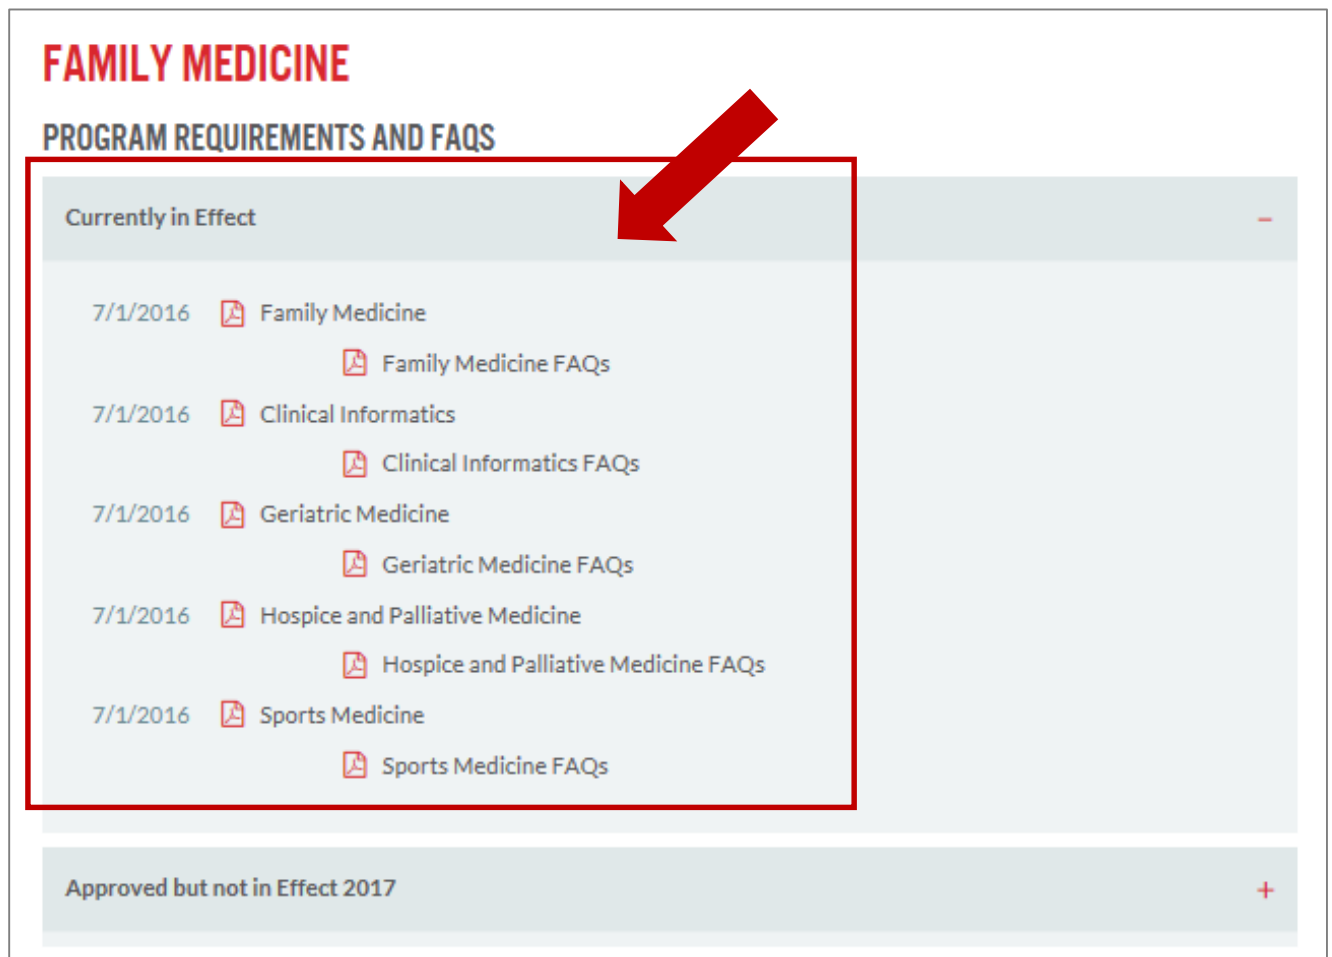 FAMILY MEDICINE
PROGRAM REQUIREMENTS AND FAQS
Currently in Effect –
7/1/2016 Family Medicine
Family Medicine FAQs
7/1/2016 Clinical Informatics
Clinical Informatics FAQs
7/1/2016 Geriatric Medicine
Geriatric Medicine FAQs
7/1/2016 Hospice and Palliative Medicine
Hospice and Palliative Medicine FAQs
7/1/2016 Sports Medicine
Sports Medicine FAQs
Approved but not in Effect 2017 +